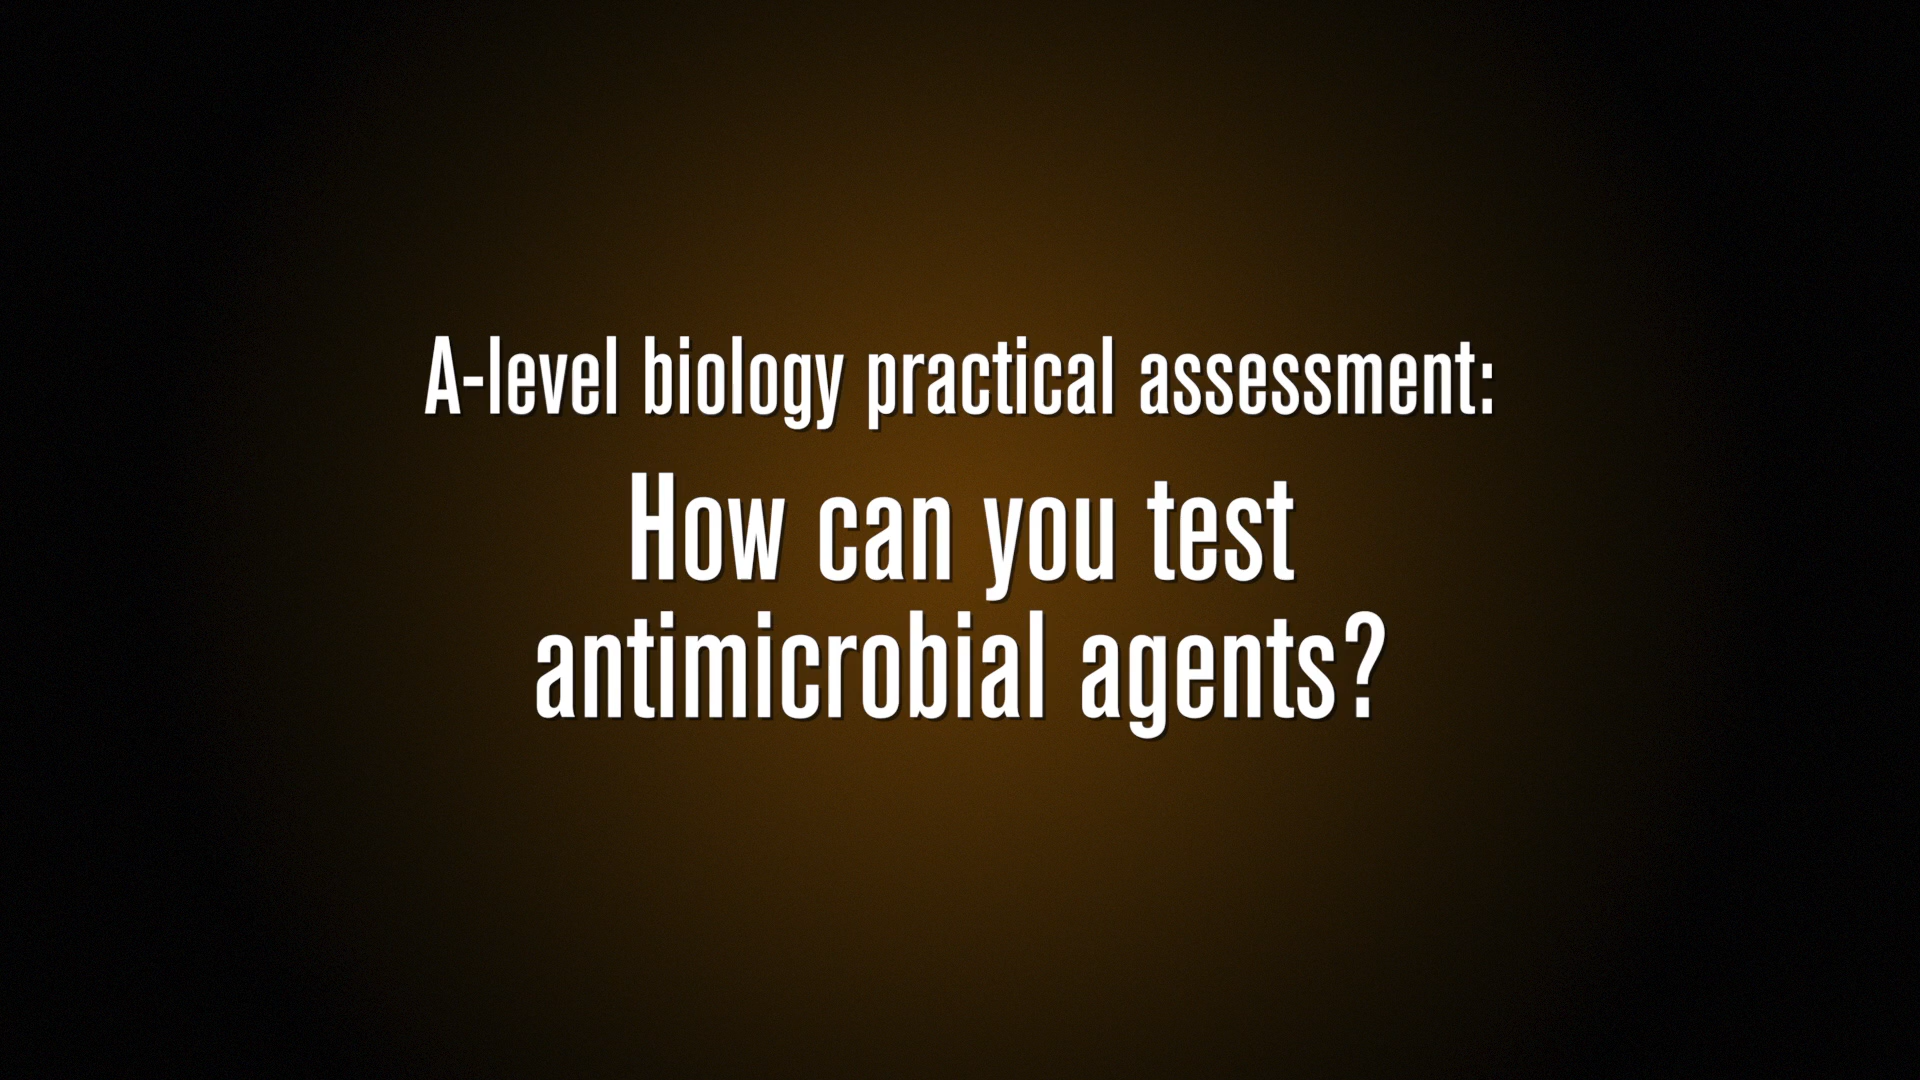 A-level biology practical assessment:
How can you test
antimicrobial agents?